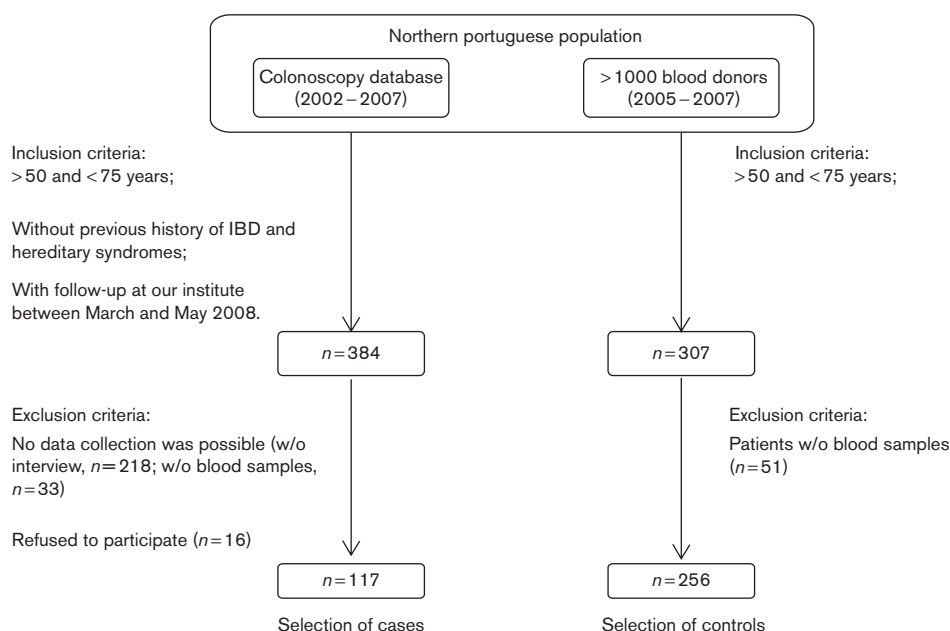 Northern portuguese population
Colonoscopy database
(2002–2007)
>1000 blood donors
(2005–2007)
Inclusion criteria:
>50 and <75 years;
Without previous history of IBD and
hereditary syndromes;
With follow-up at our institute
between March and May 2008.
Inclusion criteria:
>50 and <75 years;
n=384
n=307
Exclusion criteria:
No data collection was possible (w/o
interview, n=218; w/o blood samples,
n=33)
Refused to participate (n=16)
Exclusion criteria:
Patients w/o blood samples
(n=51)
n=117
n=256
Selection of cases
Selection of controls